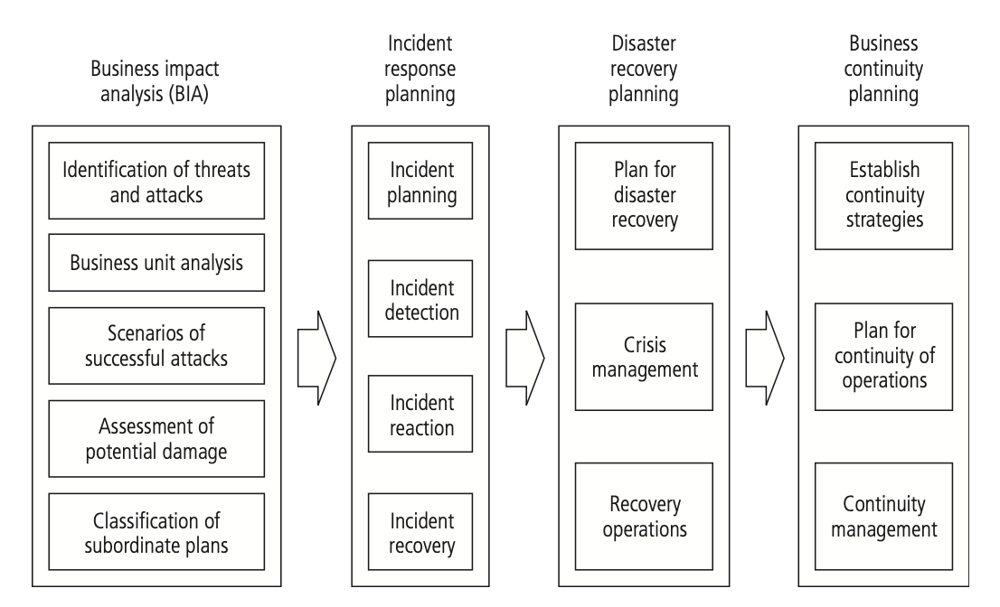 Business impact
analysis (BIA)
Identification of threats
and attacks
Business unit analysis
Scenarios of
successful attacks
Assessment of
potential damage
Classification of
subordinate plans
Incident
response
planning
Incident
planning
Incident
detection
Incident
reaction
Incident
recovery
Disaster
recovery
planning
Plan for
disaster
recovery
Crisis
management
Recovery
operations
Business
continuity
planning
Establish
continuity
strategies
Plan for
continuity of
operations
Continuity
management